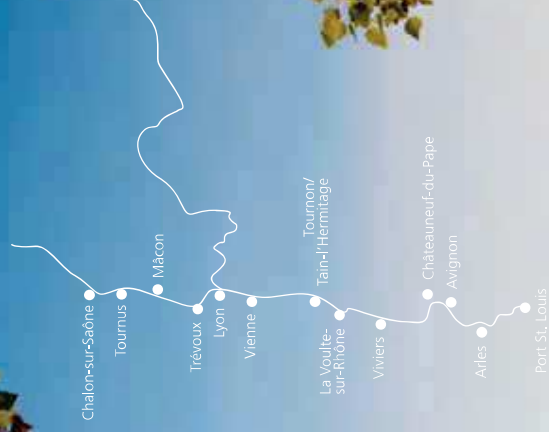 Chalon-sur-Saône
Tournus
Mâcon
Trévoux
Lyon
Vienne
Tournon/
Tain-l'Hermitage
La Voulte-
sur-Rhône
Viviers
Châteauneuf-du-Pape
Avignon
Arles
Port St. Louis